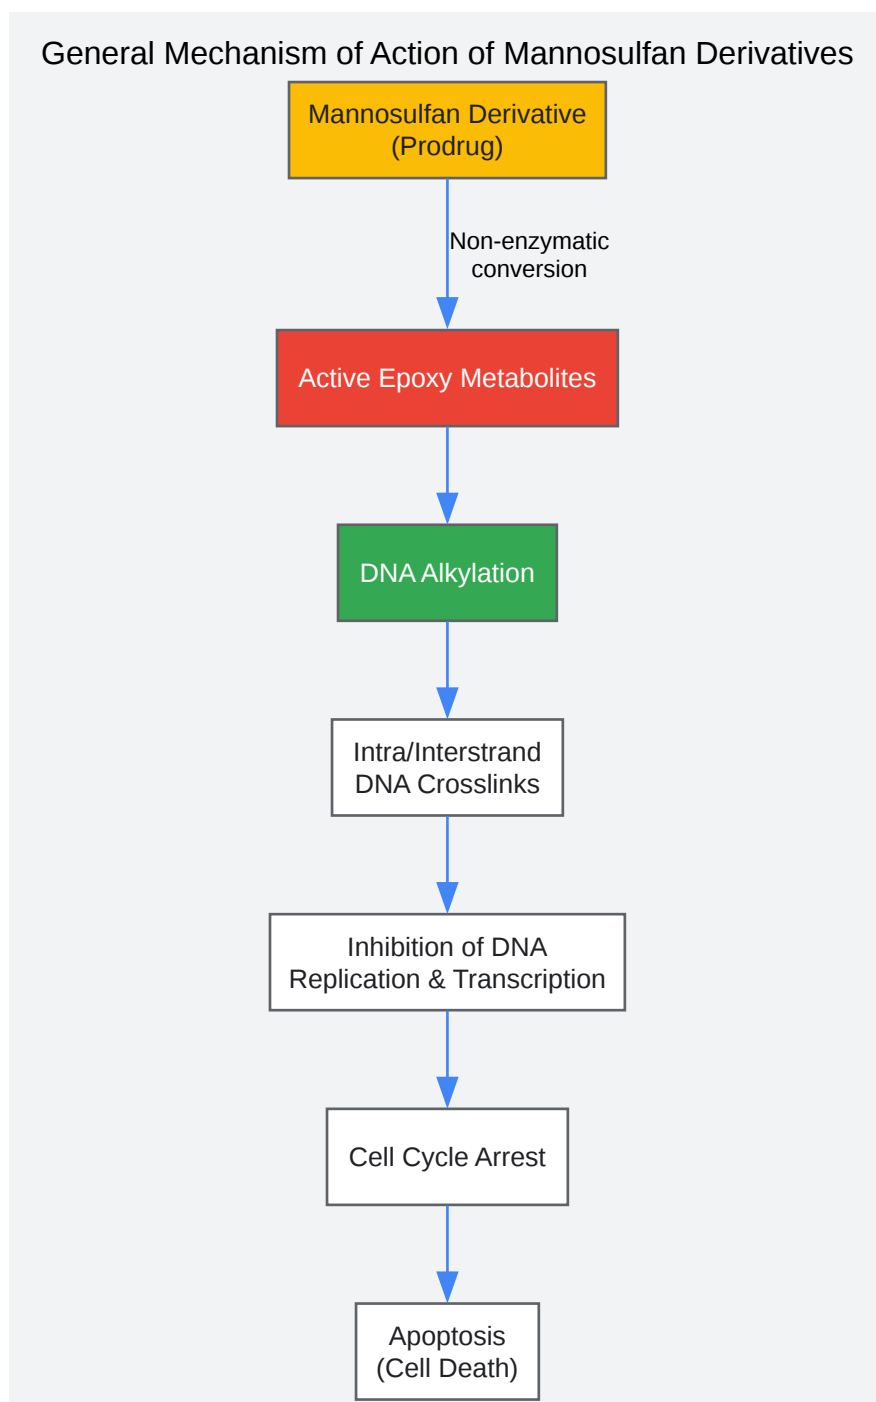 General Mechanism of Action of Mannosulfan Derivatives
Mannosulfan Derivative
(Prodrug)
Non-enzymatic
conversion
Active Epoxy Metabolites
DNA Alkylation
Intra/Interstrand
DNA Crosslinks
Inhibition of DNA
Replication & Transcription
Cell Cycle Arrest
Apoptosis
(Cell Death)